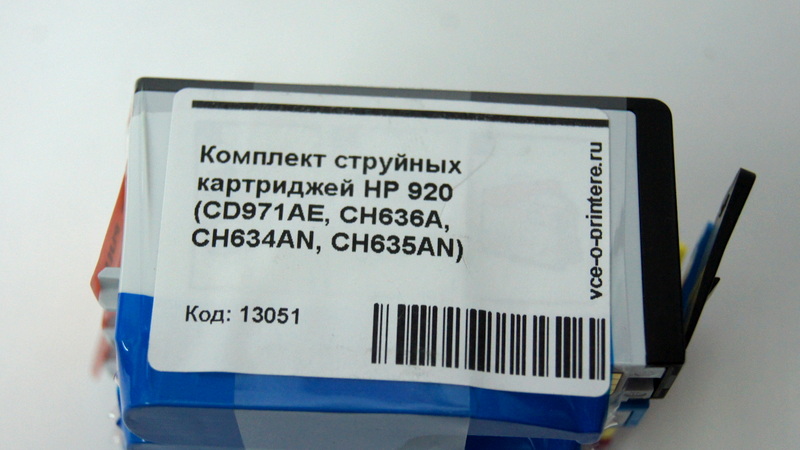 Комплект струйных
картриджей HP 920
(CD971AE, CH636A,
CH634AN, CH635AN)
Код: 13051
vce-o-printere.ru